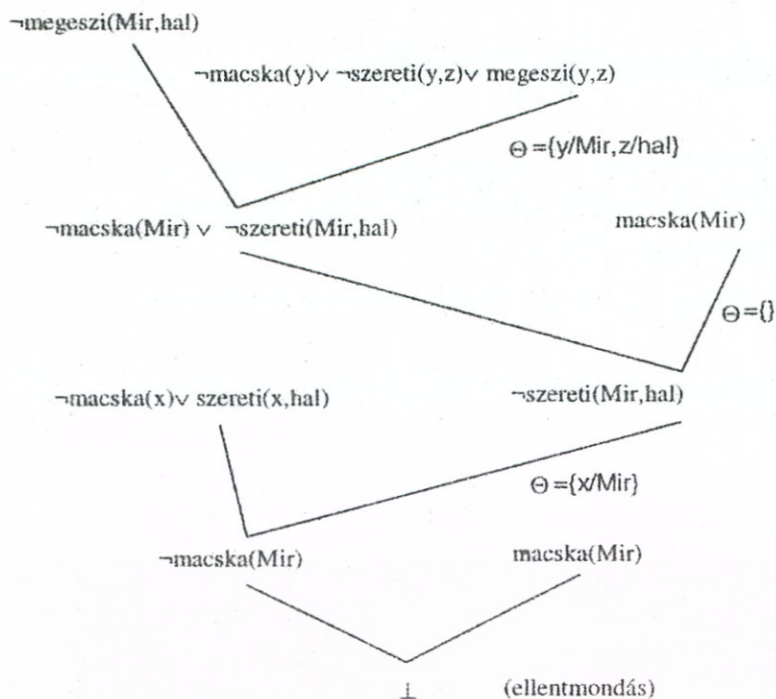 ¬megeszi(Mir,hal)
¬macska(y)∨ ¬szereti(y,z)∨ megeszi(y,z)
Θ={y/Mir,z/hal}
¬macska(Mir) ∨ ¬szereti(Mir,hal)
macska(Mir)
Θ={}
¬macska(x)∨ szereti(x,hal)
¬szereti(Mir,hal)
Θ={x/Mir}
¬macska(Mir)
macska(Mir)
⊥ (ellentmondás)